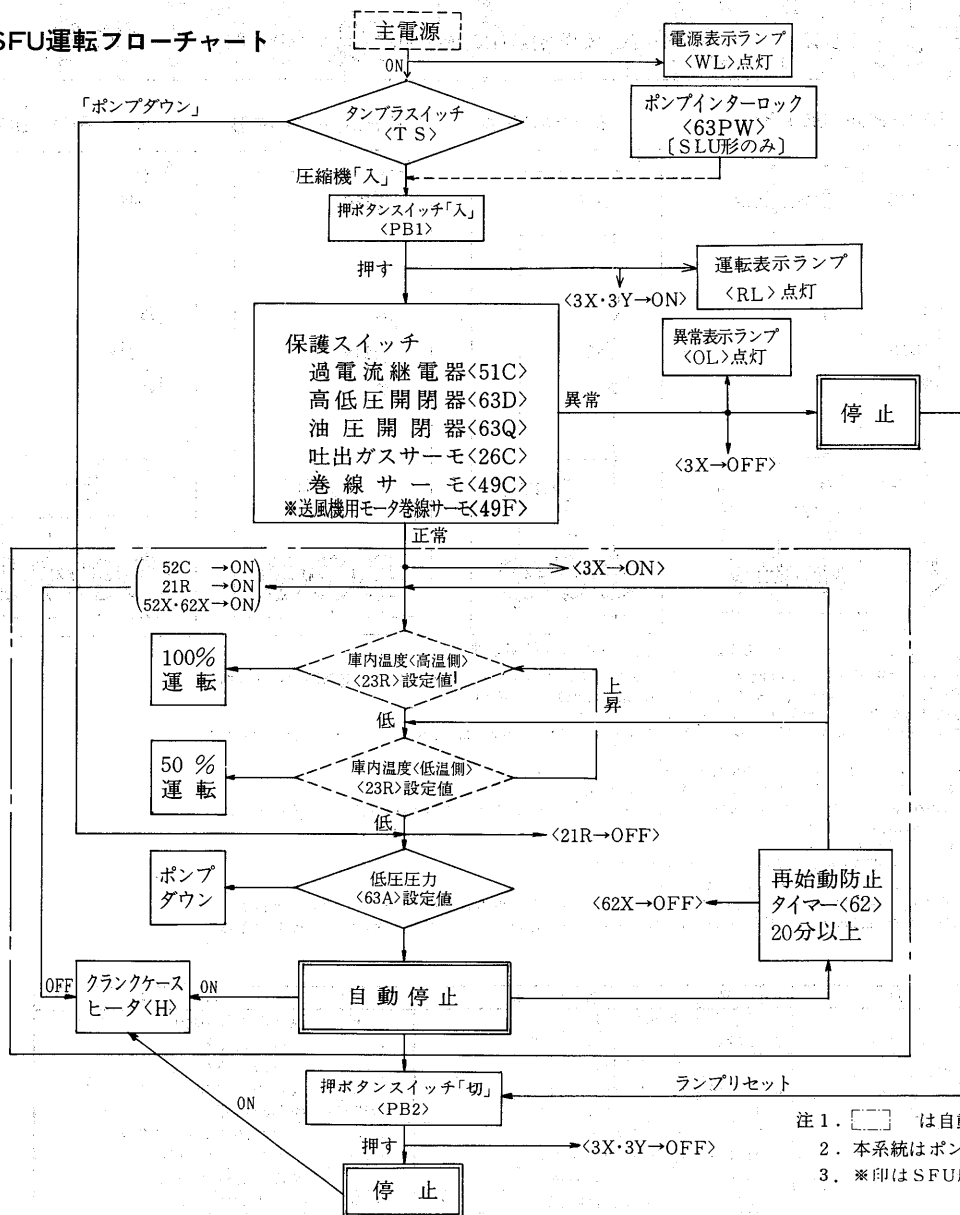 SFU運転フローチャート
主電源
ON
電源表示ランプ
<WL>点灯
「ポンプダウン」
タンブラスイッチ
<TS>
ポンプインターロック
<63PW>
〔SLU形のみ〕
圧縮機「入」
押ボタンスイッチ「入」
<PB1>
押す
<3X・3Y→ON>
運転表示ランプ
<RL>点灯
保護スイッチ
過電流継電器<51C>
高低圧開閉器<63D>
油圧開閉器<63Q>
吐出ガスサーモ<26C>
巻線サーモ<49C>
※送風機用モータ巻線サーモ<49F>
異常
異常表示ランプ
<OL>点灯
停止
<3X→OFF>
正常
52C →ON
21R →ON
52X・62X→ON
<3X→ON>
100%
運転
庫内温度<高温側>
<23R>設定値
上昇
低
50%
運転
庫内温度<低温側>
<23R>設定値
低
<21R→OFF>
ポンプ
ダウン
低圧圧力
<63A>設定値
<62X→OFF>
再始動防止
タイマー<62>
20分以上
OFF
クランクケース
ヒータ<H>
ON
自動停止
押ボタンスイッチ「切」
<PB2>
ランプリセット
ON
押す
<3X・3Y→OFF>
停止
注1. は自動
2. 本系統はポン
3. ※印はSFU